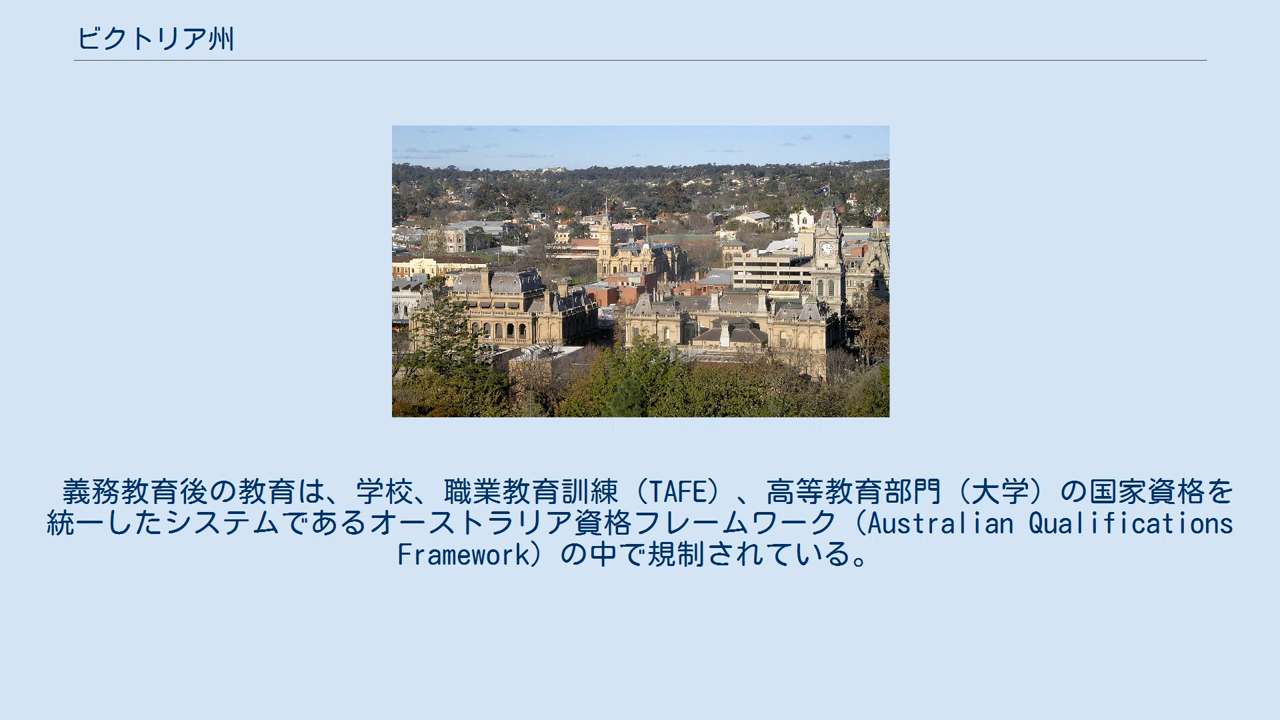 ビクトリア州
義務教育後の教育は、学校、職業教育訓練（TAFE）、高等教育部門（大学）の国家資格を
統一したシステムであるオーストラリア資格フレームワーク（Australian Qualifications
Framework）の中で規制されている。